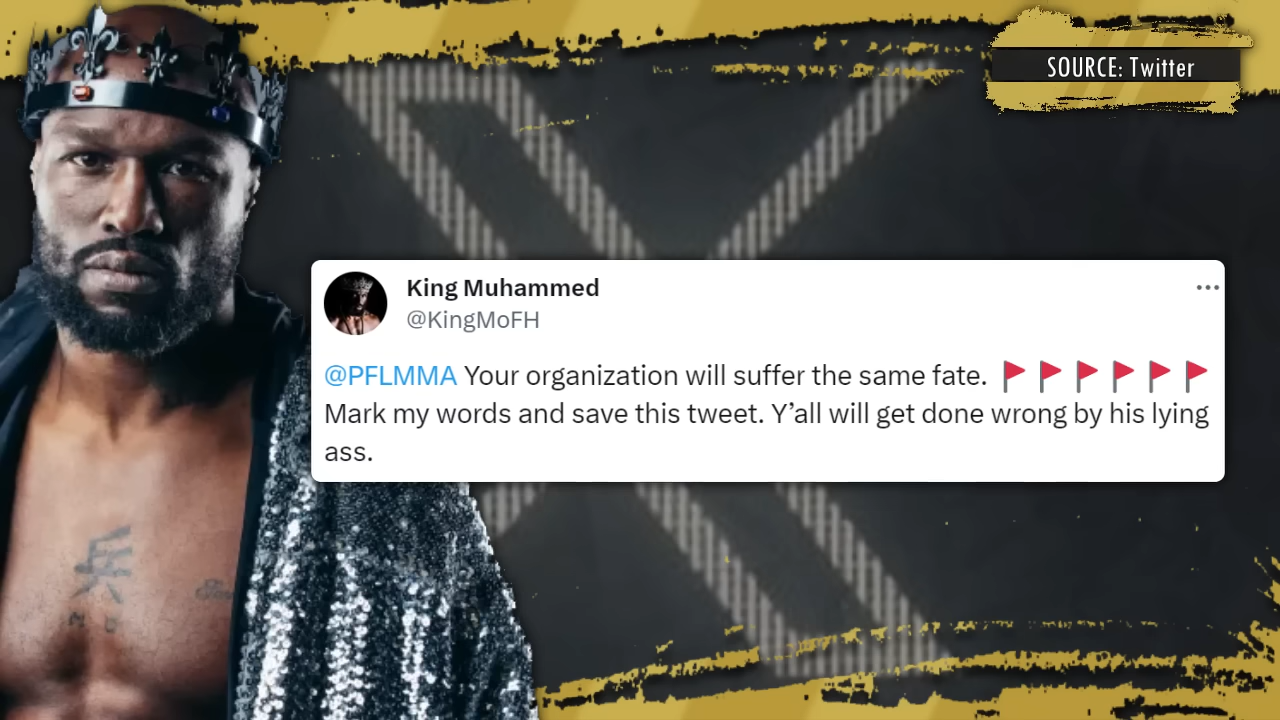 SOURCE: Twitter
King Muhammed
@KingMoFH
@PFLMMA Your organization will suffer the same fate. 🚩🚩🚩🚩🚩🚩
Mark my words and save this tweet. Y’all will get done wrong by his lying
ass.